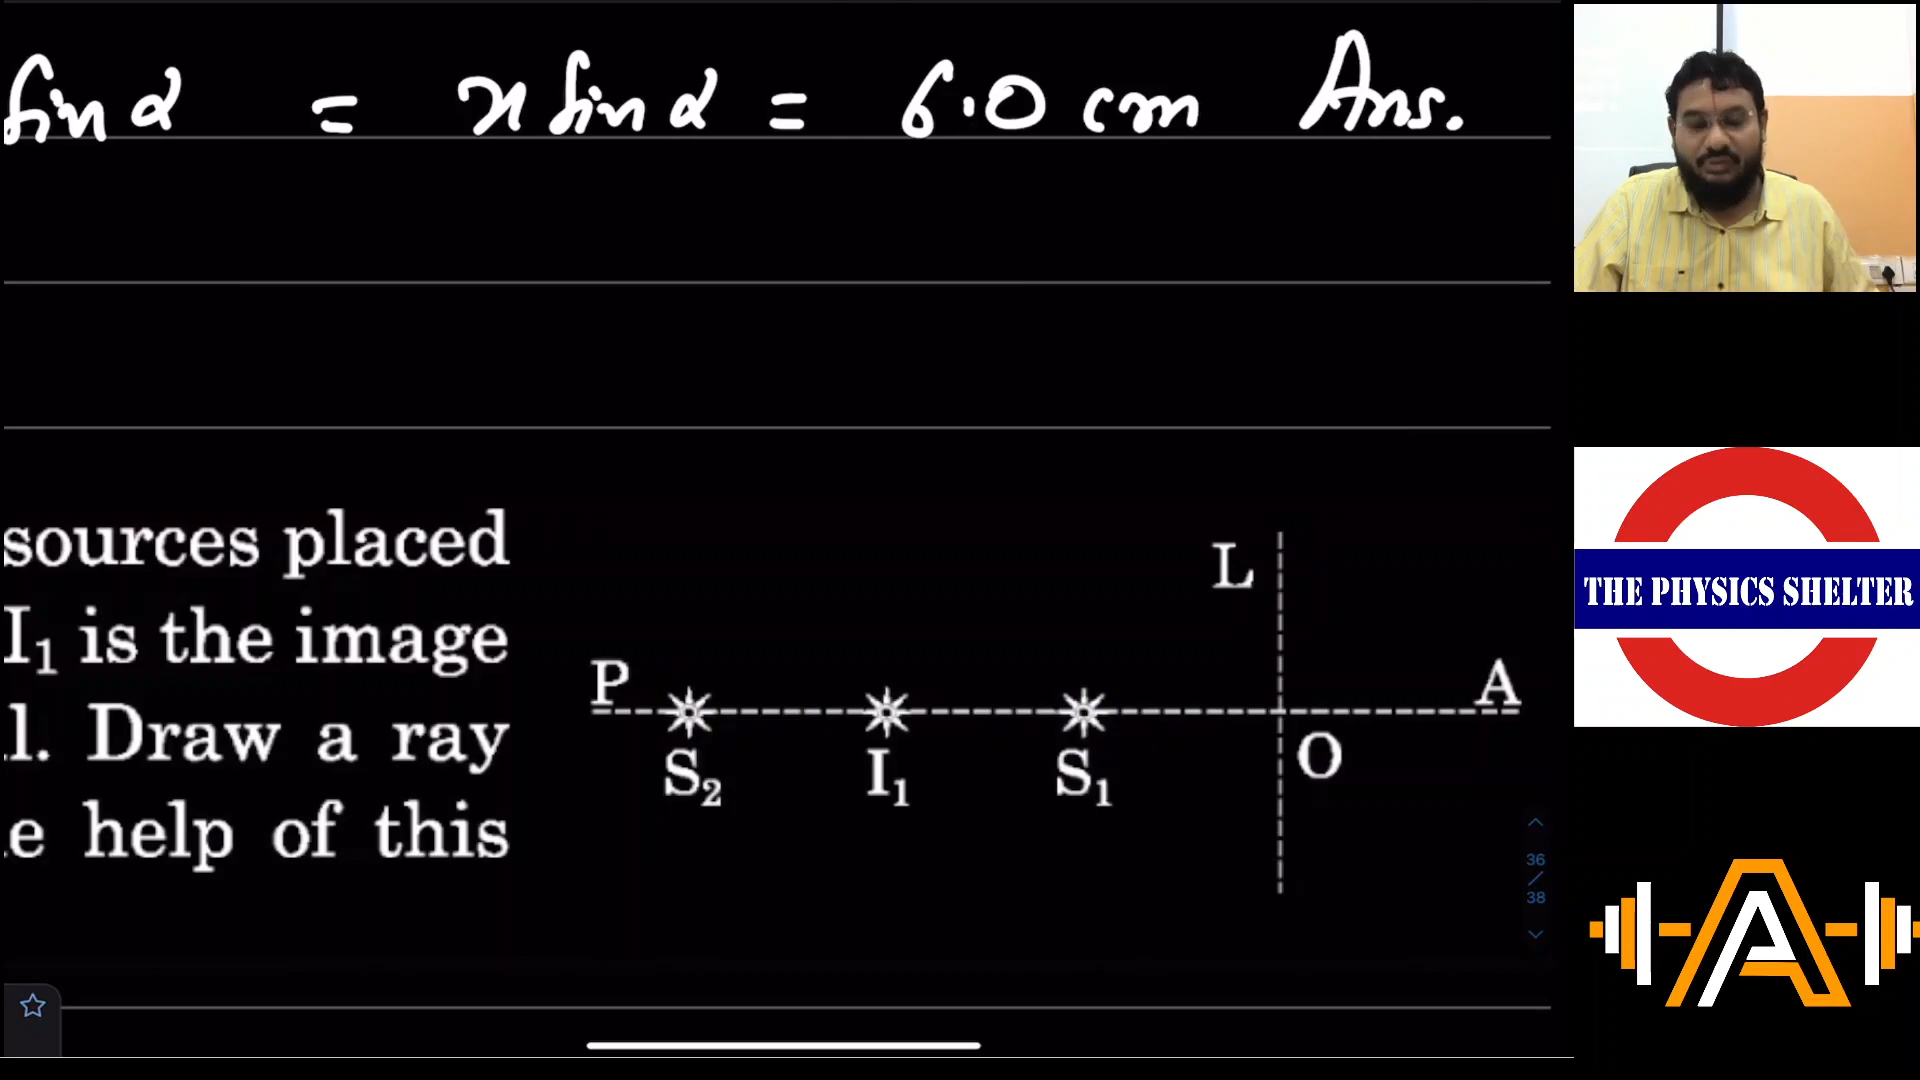 Sin α = x Sin α = 6.0 cm Ans.
sources placed
I₁ is the image
l. Draw a ray
e help of this
L
P
A
S₂
I₁
S₁
O
36
/
38
THE PHYSICS SHELTER